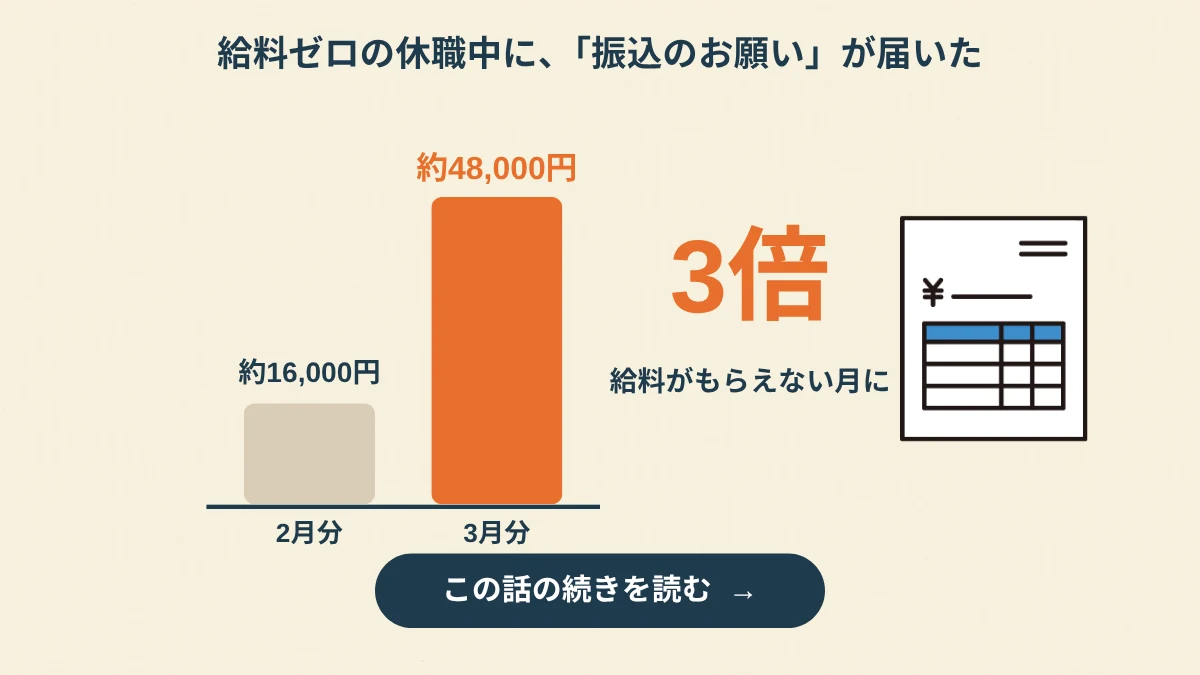 給料ゼロの休職中に、「振込のお願い」が届いた
約48,000円
3倍
¥
約16,000円
給料がもらえない月に
2月分
3月分
この話の続きを読む →